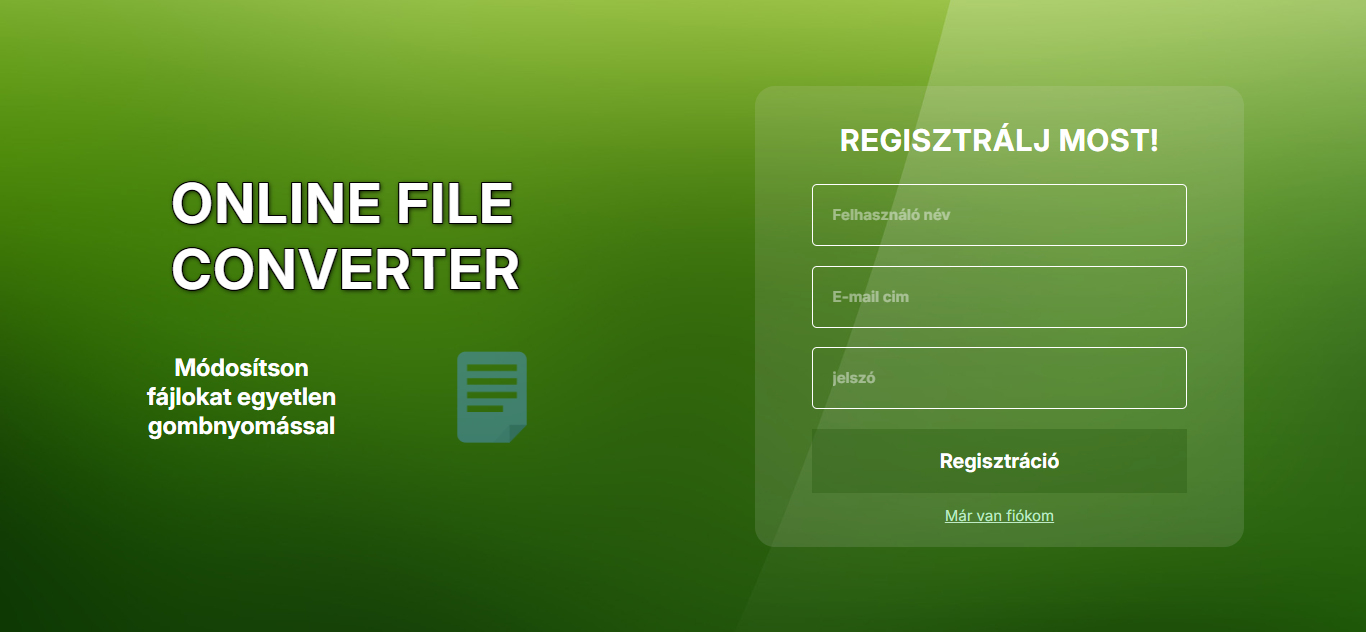 ONLINE FILE
CONVERTER
Módosítson
fájlokat egyetlen
gombnyomással
REGISZTRÁLJ MOST!
Felhasználó név
E-mail cim
jelszó
Regisztráció
Már van fiókom